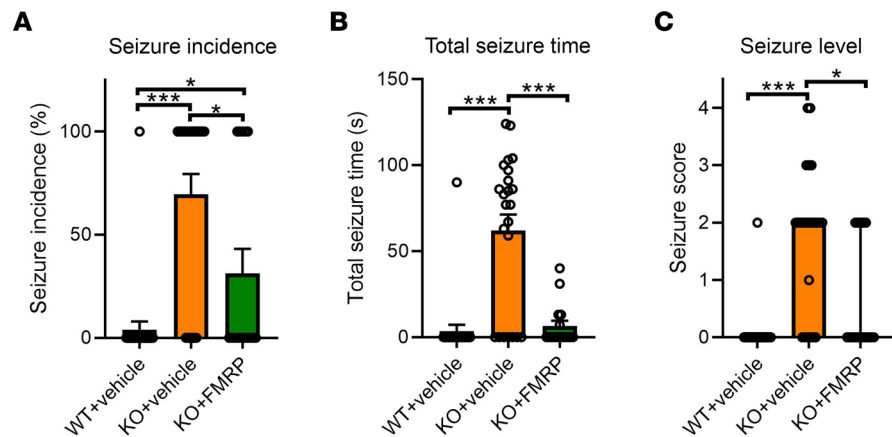 A
Seizure incidence
Seizure incidence (%)
100
50
0
*
***
*
WT+vehicle
KO+vehicle
KO+FMRP
B
Total seizure time
Total seizure time (s)
150
100
50
0
***
***
WT+vehicle
KO+vehicle
KO+FMRP
C
Seizure level
Seizure score
4
3
2
1
0
***
*
WT+vehicle
KO+vehicle
KO+FMRP